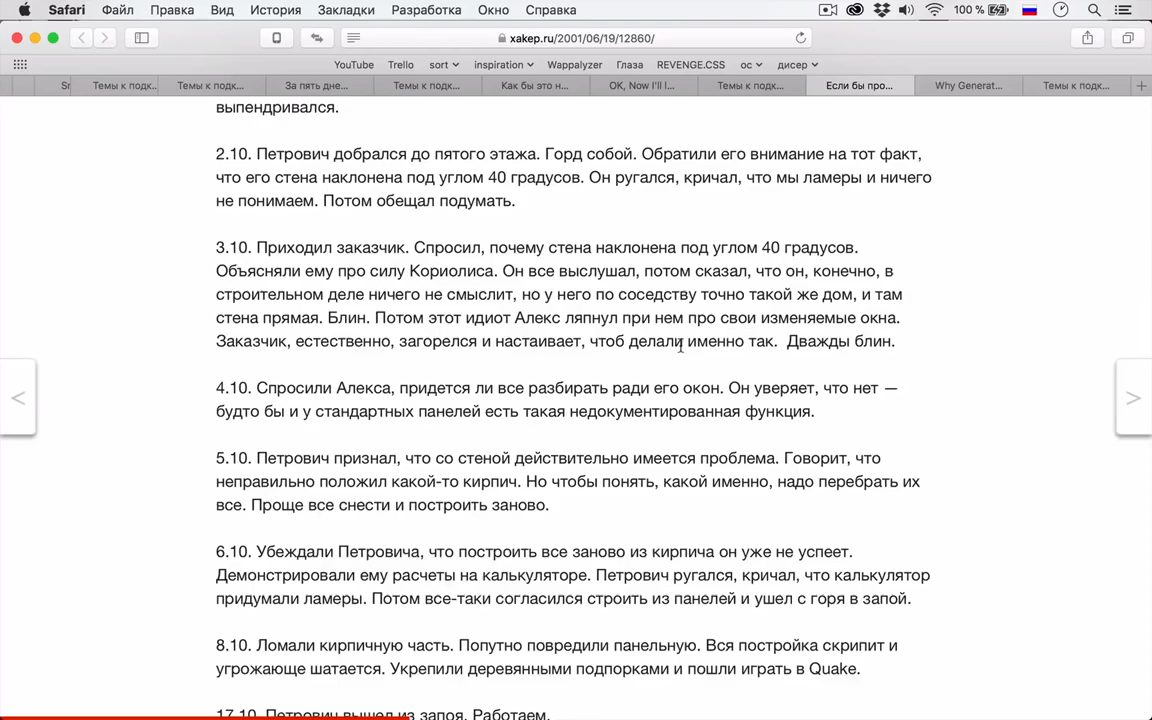 Safari Файл Правка Вид История Закладки Разработка Окно Справка 100 %
xakep.ru/2001/06/19/12860/
YouTube Trello sort inspiration Wappalyzer Глаза REVENGE.CSS ос дисер
Sr Темы к подк... Темы к подк... За пять дне... Темы к подк... Как бы это н... OK, Now I'll I... Темы к подк... Если бы про... Why Generat... Темы к подк...
выпендривался.
2.10. Петрович добрался до пятого этажа. Горд собой. Обратили его внимание на тот факт,
что его стена наклонена под углом 40 градусов. Он ругался, кричал, что мы ламеры и ничего
не понимаем. Потом обещал подумать.
3.10. Приходил заказчик. Спросил, почему стена наклонена под углом 40 градусов.
Объясняли ему про силу Кориолиса. Он все выслушал, потом сказал, что он, конечно, в
строительном деле ничего не смыслит, но у него по соседству точно такой же дом, и там
стена прямая. Блин. Потом этот идиот Алекс ляпнул при нем про свои изменяемые окна.
Заказчик, естественно, загорелся и настаивает, чтоб делали именно так. Дважды блин.
4.10. Спросили Алекса, придется ли все разбирать ради его окон. Он уверяет, что нет —
будто бы и у стандартных панелей есть такая недокументированная функция.
5.10. Петрович признал, что со стеной действительно имеется проблема. Говорит, что
неправильно положил какой-то кирпич. Но чтобы понять, какой именно, надо перебрать их
все. Проще все снести и построить заново.
6.10. Убеждали Петровича, что построить все заново из кирпича он уже не успеет.
Демонстрировали ему расчеты на калькуляторе. Петрович ругался, кричал, что калькулятор
придумали ламеры. Потом все-таки согласился строить из панелей и ушел с горя в запой.
8.10. Ломали кирпичную часть. Попутно повредили панельную. Вся постройка скрипит и
угрожающе шатается. Укрепили деревянными подпорками и пошли играть в Quake.
17.10. Петрович вышел из запоя. Работаем.